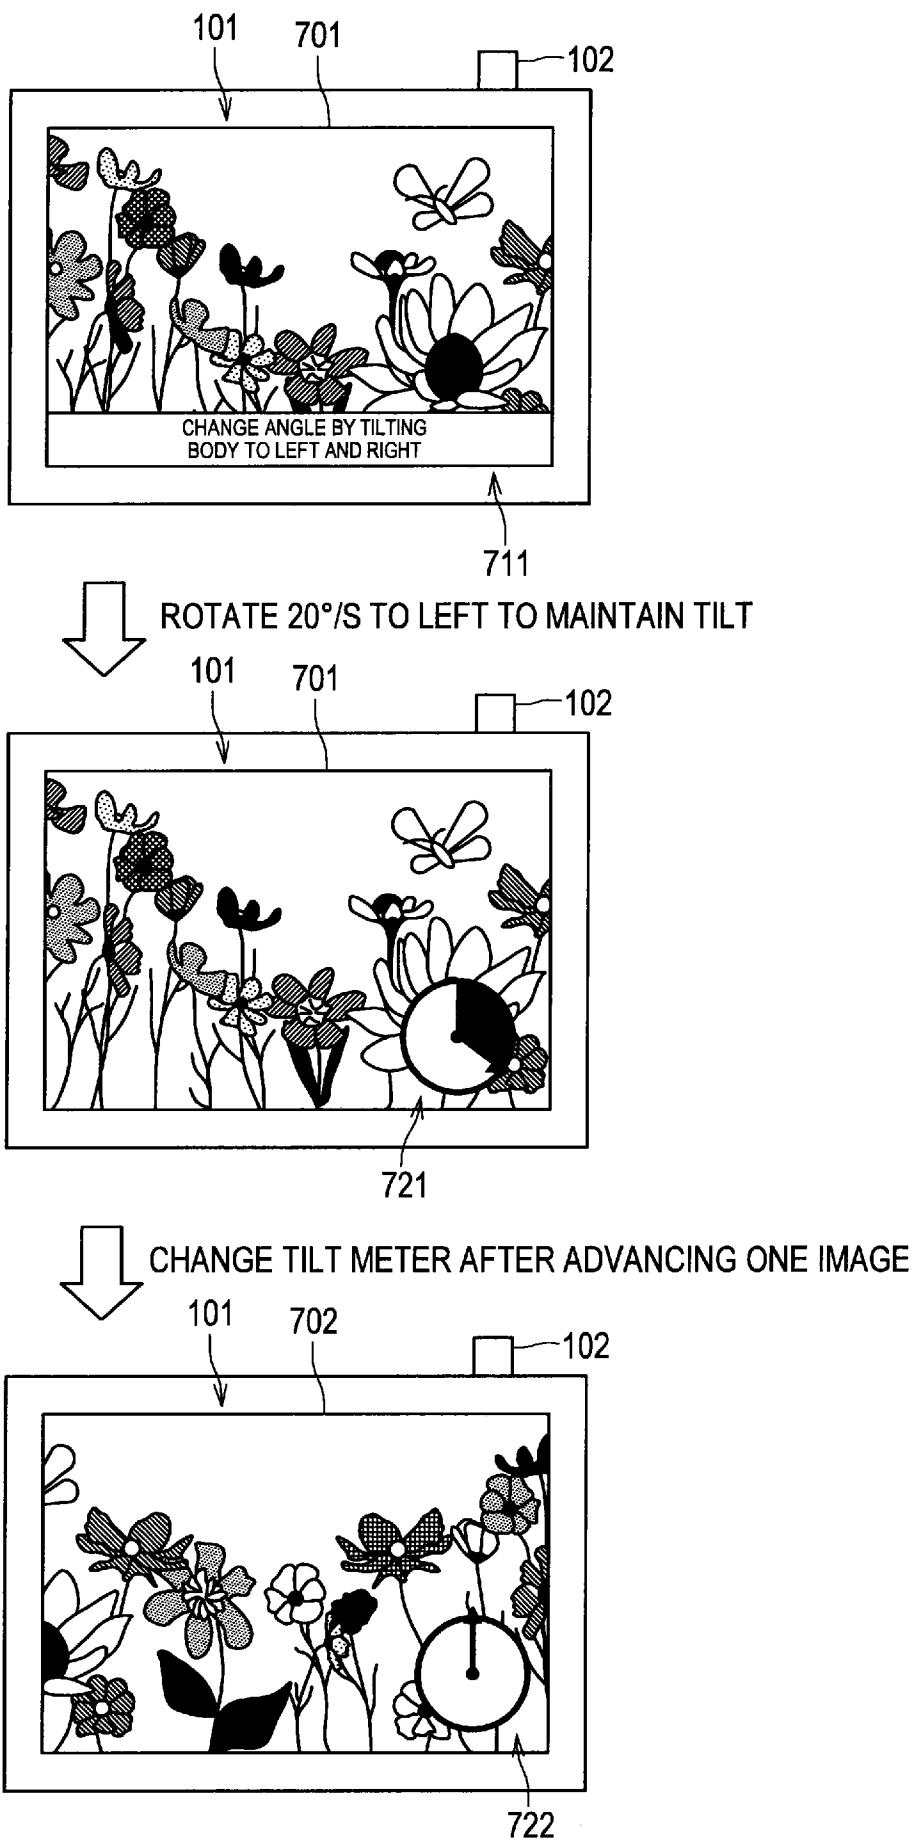 101 701 102
CHANGE ANGLE BY TILTING
BODY TO LEFT AND RIGHT
711
ROTATE 20°/S TO LEFT TO MAINTAIN TILT
101 701 102
721
CHANGE TILT METER AFTER ADVANCING ONE IMAGE
101 702 102
722